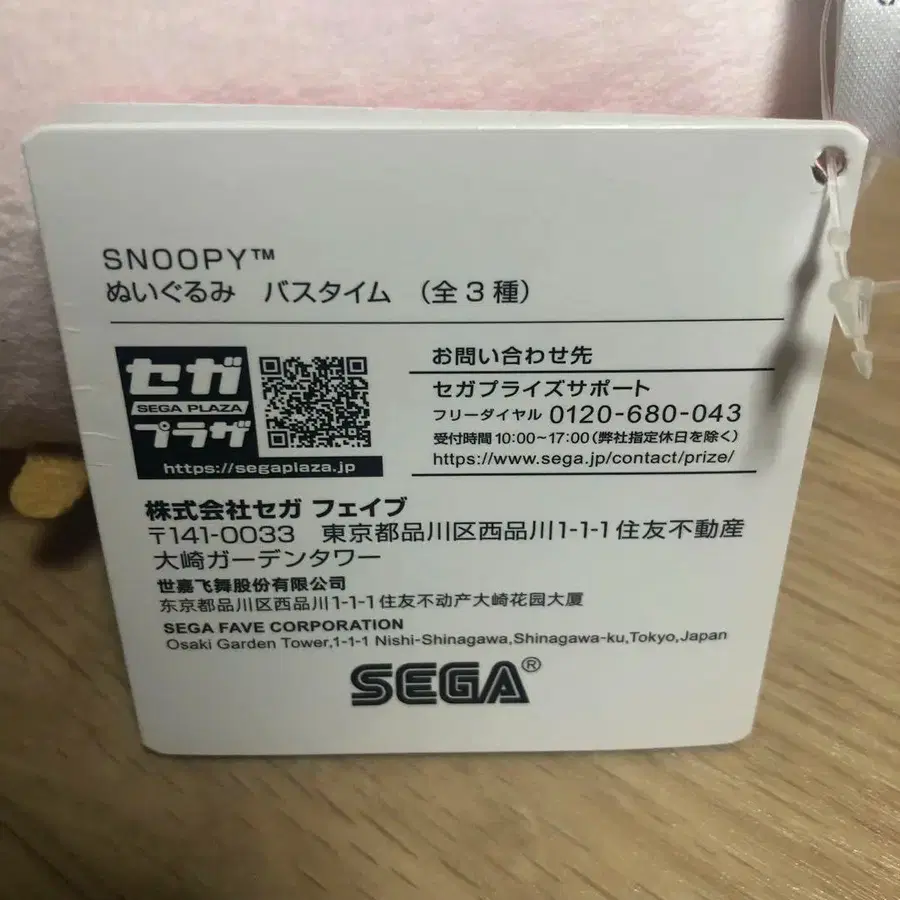 SNOOPY™
ぬいぐるみ バスタイム （全3種）
セガ
SEGA PLAZA
プラザ
https://segaplaza.jp
お問い合わせ先
セガプライズサポート
フリーダイヤル 0120-680-043
受付時間 10:00～17:00（弊社指定休日を除く）
https://www.sega.jp/contact/prize/
株式会社セガ フェイブ
〒141-0033 東京都品川区西品川1-1-1住友不動産
大崎ガーデンタワー
世嘉飞舞股份有限公司
东京都品川区西品川1-1-1住友不动产大崎花园大厦
SEGA FAVE CORPORATION
Osaki Garden Tower,1-1-1 Nishi-Shinagawa,Shinagawa-ku,Tokyo,Japan
SEGA®